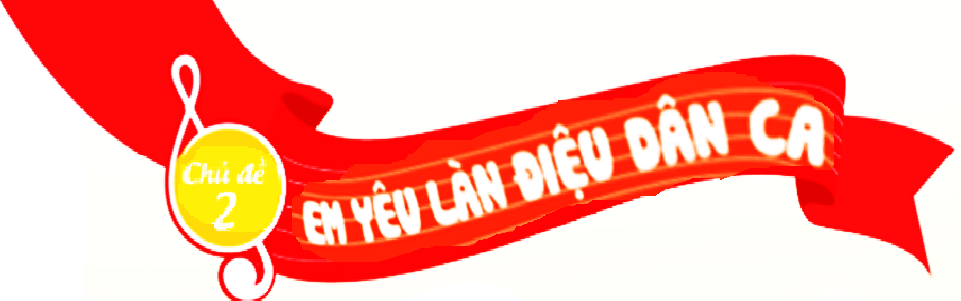 Chủ đề
2
EM YÊU LÀN ĐIỆU DÂN CA